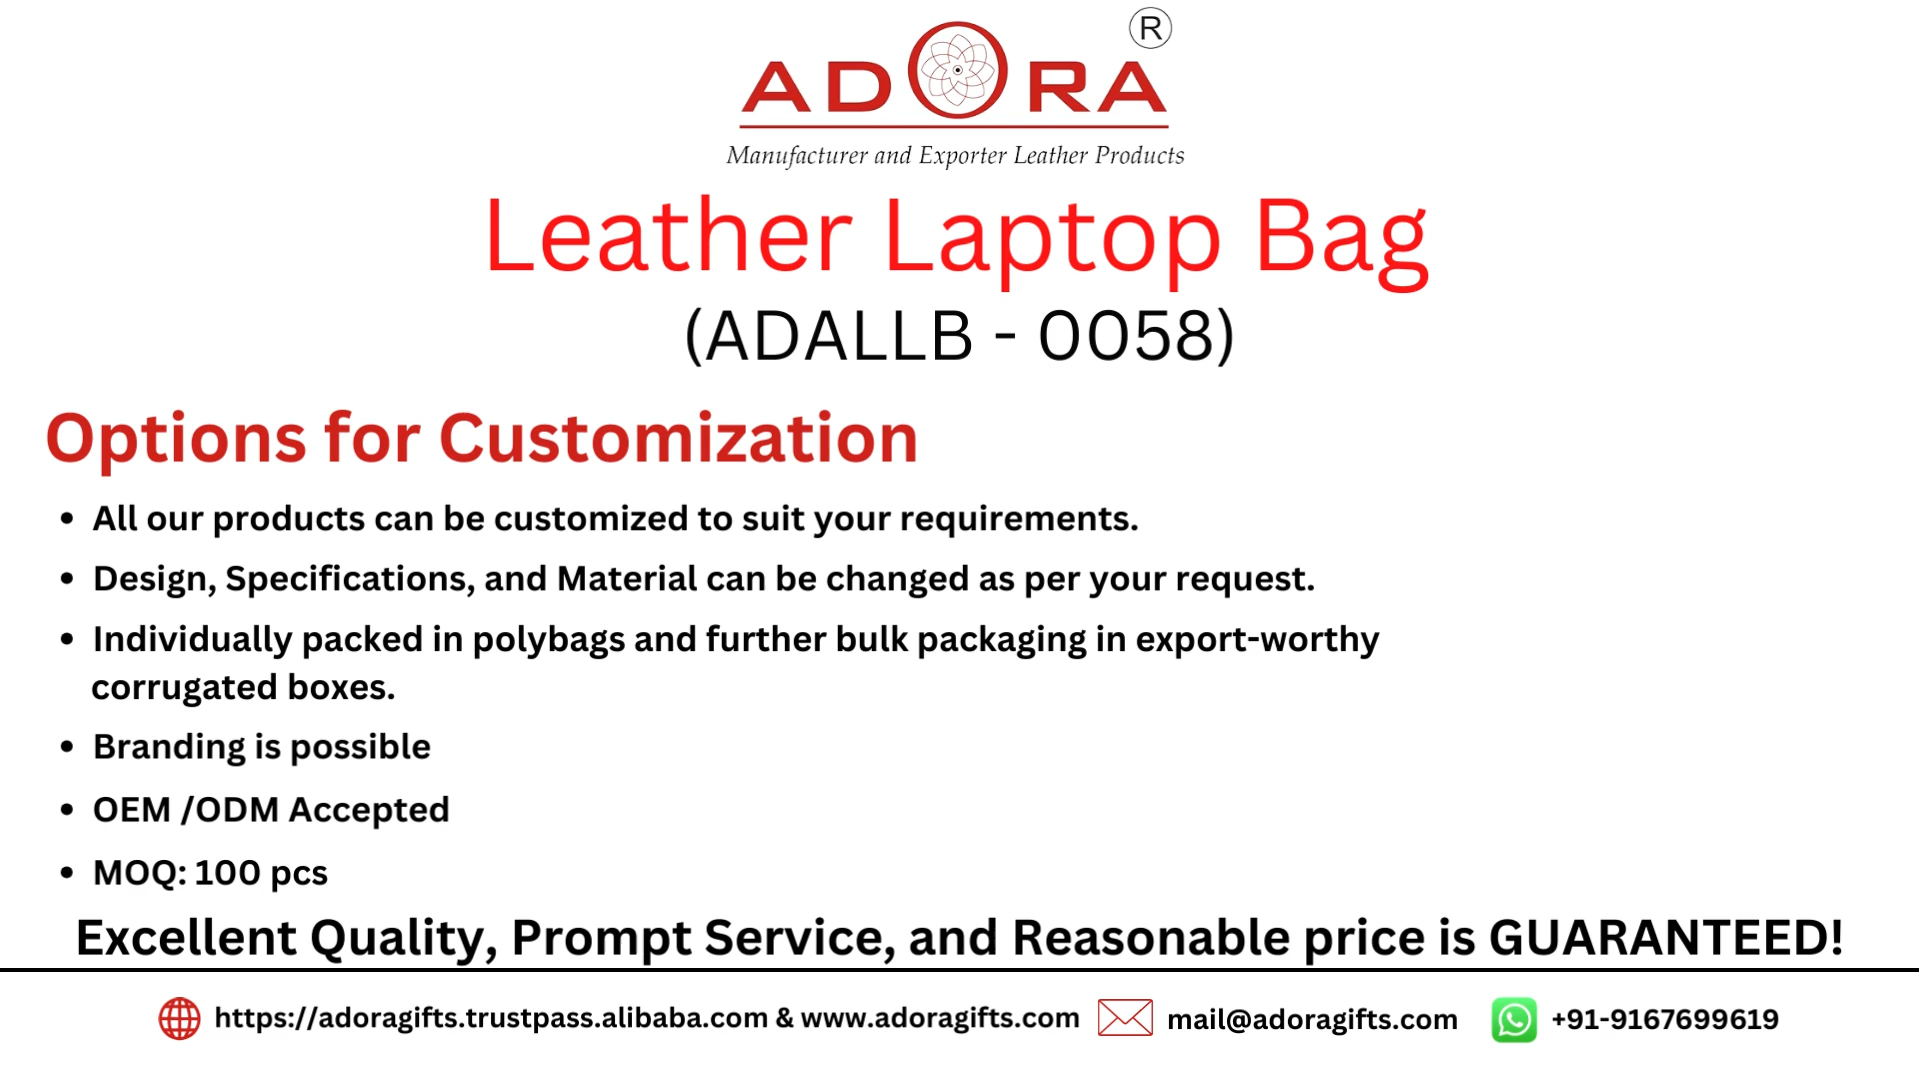 ADORA ®
Manufacturer and Exporter Leather Products
Leather Laptop Bag
(ADALLB - 0058)
Options for Customization
• All our products can be customized to suit your requirements.
• Design, Specifications, and Material can be changed as per your request.
• Individually packed in polybags and further bulk packaging in export-worthy
corrugated boxes.
• Branding is possible
• OEM /ODM Accepted
• MOQ: 100 pcs
Excellent Quality, Prompt Service, and Reasonable price is GUARANTEED!
https://adoragifts.trustpass.alibaba.com & www.adoragifts.com mail@adoragifts.com +91-9167699619